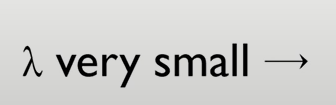 λ very small →